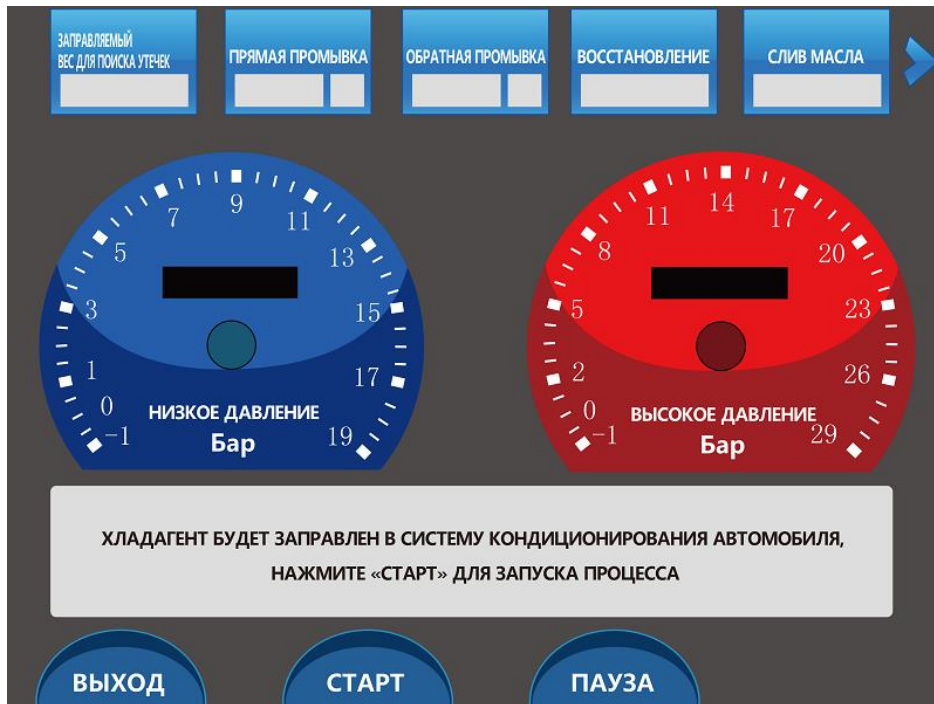 ЗАПРАВЛЯЕМЫЙ
ВЕС ДЛЯ ПОИСКА УТЕЧЕК
ПРЯМАЯ ПРОМЫВКА
ОБРАТНАЯ ПРОМЫВКА
ВОССТАНОВЛЕНИЕ
СЛИВ МАСЛА
-1
0
1
3
5
7
9
11
13
15
17
19
НИЗКОЕ ДАВЛЕНИЕ
Бар
-1
0
2
5
8
11
14
17
20
23
26
29
ВЫСОКОЕ ДАВЛЕНИЕ
Бар
ХЛАДАГЕНТ БУДЕТ ЗАПРАВЛЕН В СИСТЕМУ КОНДИЦИОНИРОВАНИЯ АВТОМОБИЛЯ,
НАЖМИТЕ «СТАРТ» ДЛЯ ЗАПУСКА ПРОЦЕССА
ВЫХОД
СТАРТ
ПАУЗА